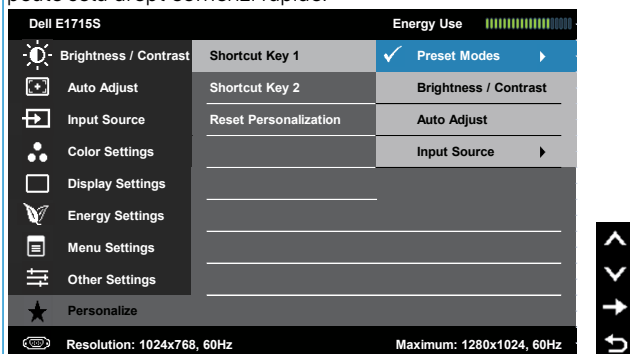 Dell E1715S Energy Use
Brightness / Contrast Shortcut Key 1 Preset Modes
Auto Adjust Shortcut Key 2 Brightness / Contrast
Input Source Reset Personalization Auto Adjust
Color Settings Input Source
Display Settings
Energy Settings
Menu Settings
Other Settings
Personalize
Resolution: 1024x768, 60Hz Maximum: 1280x1024, 60Hz